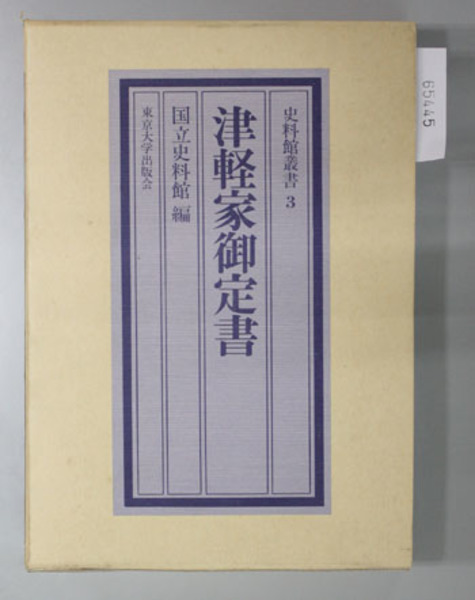 史料館叢書 3
津軽家御定書
国立史料館 編
東京大学出版会
65445